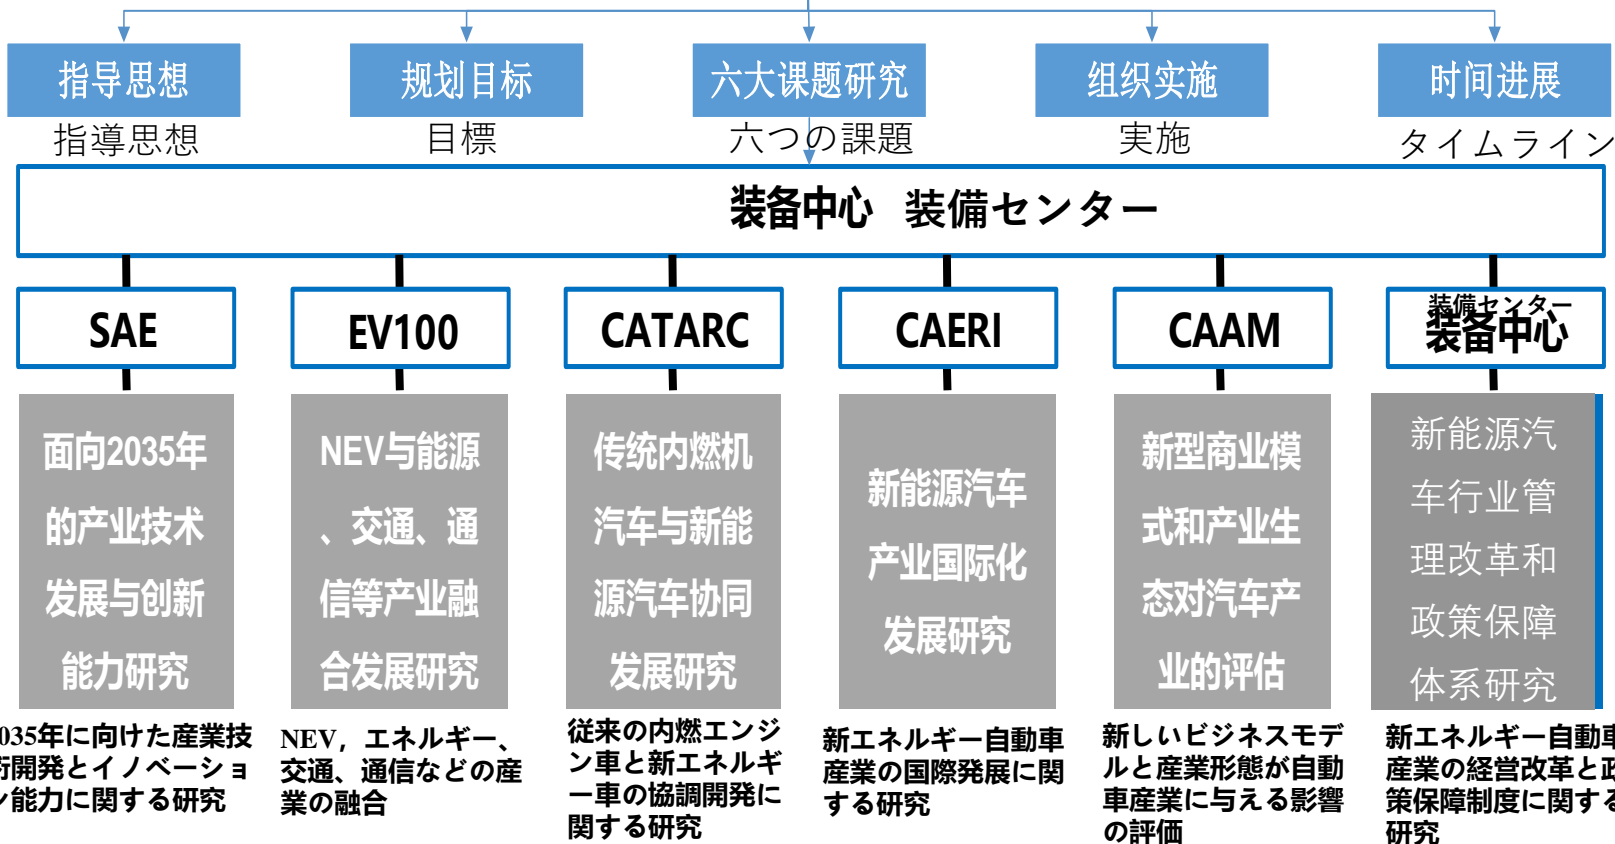 指导思想
规划目标
六大课题研究
组织实施
时间进展
指導思想
目標
六つの課題
実施
タイムライン
装备中心 装備センター
SAE
EV100
CATARC
CAERI
CAAM
装備センター
装备中心
面向2035年
的产业技术
发展与创新
能力研究
NEV与能源
、交通、通
信等产业融
合发展研究
传统内燃机
汽车与新能
源汽车协同
发展研究
新能源汽车
产业国际化
发展研究
新型商业模
式和产业生
态对汽车产
业的评估
新能源汽
车行业管
理改革和
政策保障
体系研究
035年に向けた産業技
術開発とイノベーショ
ン能力に関する研究
NEV，エネルギー、
交通、通信などの産
業の融合
従来の内燃エンジ
ン車と新エネルギ
ー車の協調開発に
関する研究
新エネルギー自動車
産業の国際発展に関
する研究
新しいビジネスモデ
ルと産業形態が自動
車産業に与える影響
の評価
新エネルギー自動車
産業の経営改革と政
策保障制度に関する
研究